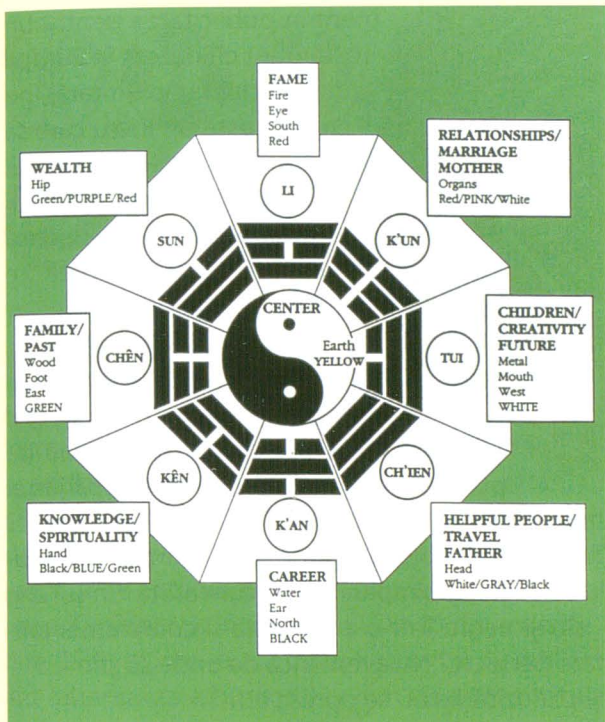 FAME
Fire
Eye
South
Red
RELATIONSHIPS/
MARRIAGE
MOTHER
Organs
Red/PINK/White
WEALTH
Hip
Green/PURPLE/Red
LI
SUN
K'UN
CENTER
Earth
YELLOW
FAMILY/
PAST
Wood
Foot
East
GREEN
CHÊN
TUI
CHILDREN/
CREATIVITY
FUTURE
Metal
Mouth
West
WHITE
KÊN
CH'IEN
K'AN
KNOWLEDGE/
SPIRITUALITY
Hand
Black/BLUE/Green
HELPFUL PEOPLE/
TRAVEL
FATHER
Head
White/GRAY/Black
CAREER
Water
Ear
North
BLACK